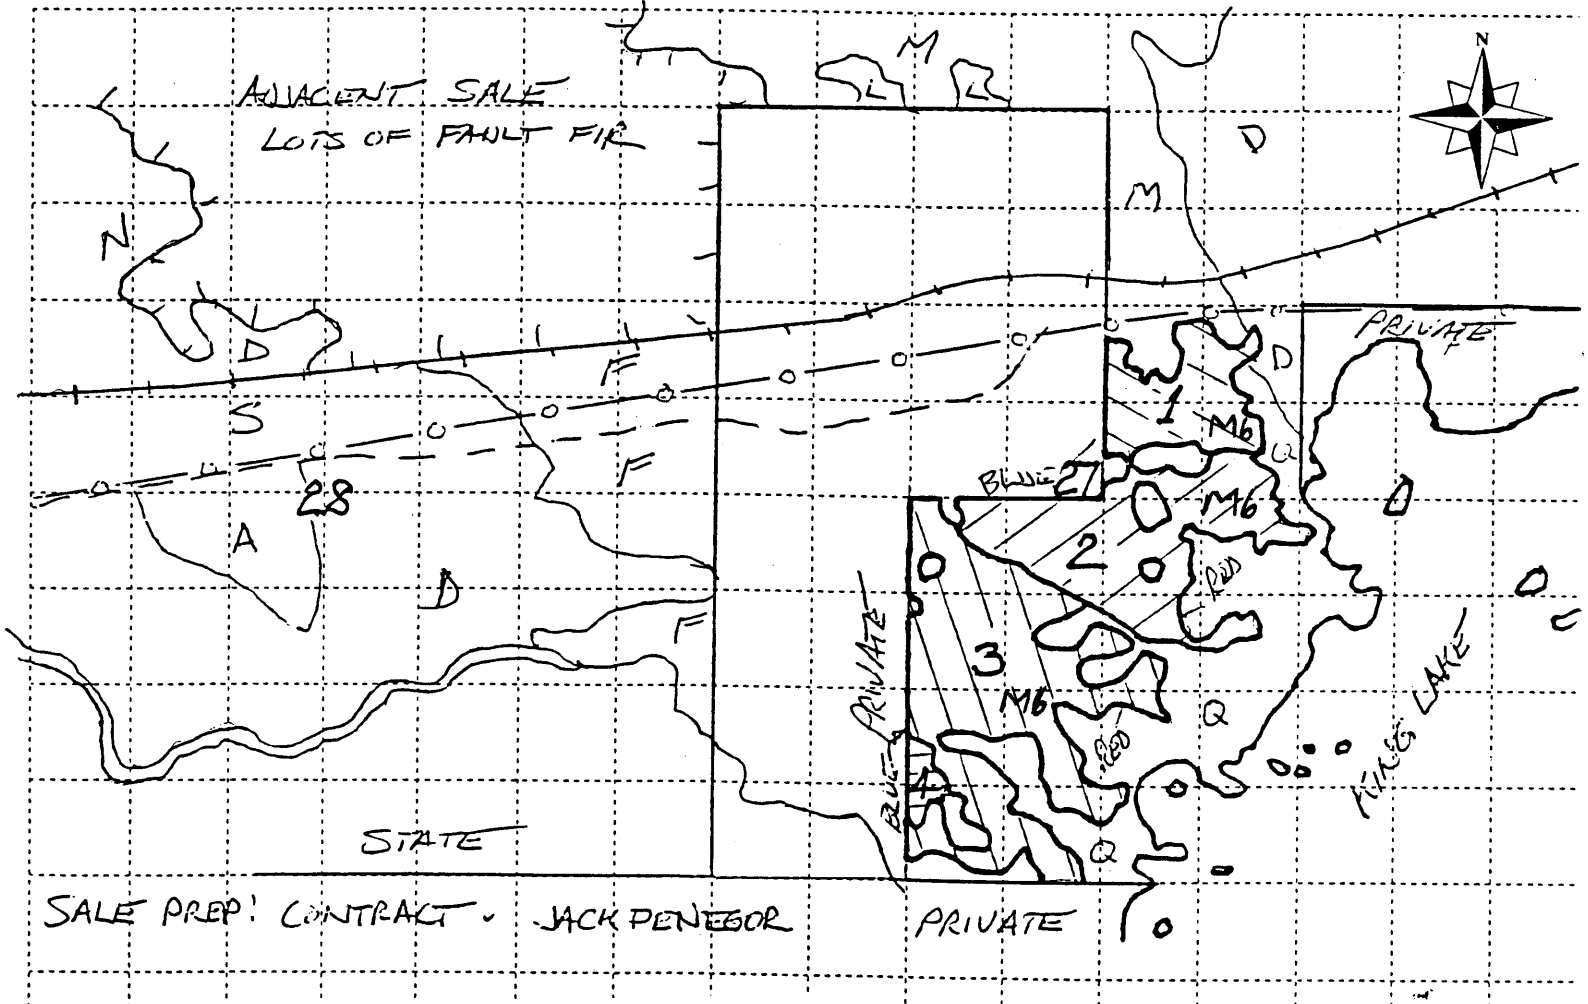 N
M
ADJACENT SALE
LOTS OF FAULT FIR
L
L
D
M
N
D
PRIVATE
F
S
1
D
M6
Q
28
F
BLUE
27
M6
A
2
D
RED
F
PRIVATE
3
M6
Q
RED
KING LAKE
BLUE
4
STATE
Q
SALE PREP: CONTRACT - JACK PENEGOR
PRIVATE